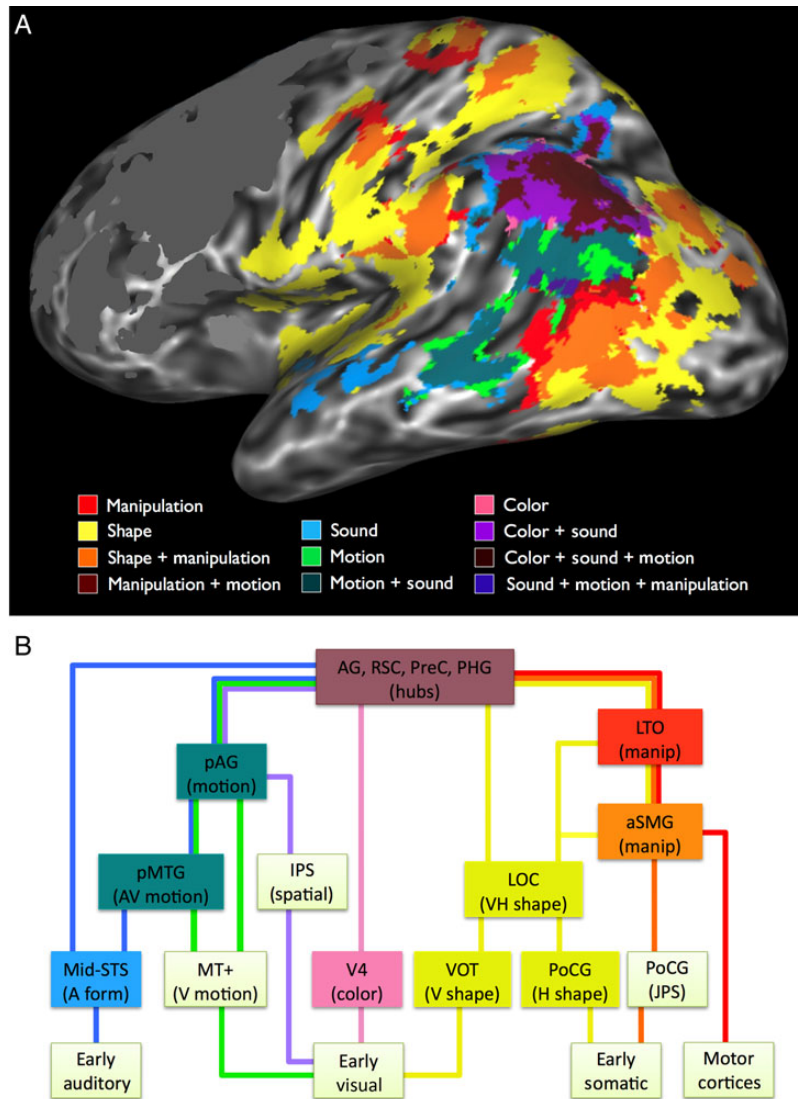 A
Manipulation
Shape
Shape + manipulation
Manipulation + motion
Sound
Motion
Motion + sound
Color
Color + sound
Color + sound + motion
Sound + motion + manipulation
B
AG, RSC, PreC, PHG
(hubs)
LTO
(manip)
pAG
(motion)
aSMG
(manip)
pMTG
(AV motion)
IPS
(spatial)
LOC
(VH shape)
Mid-STS
(A form)
MT+
(V motion)
V4
(color)
VOT
(V shape)
PoCG
(H shape)
PoCG
(JPS)
Early
auditory
Early
visual
Early
somatic
Motor
cortices